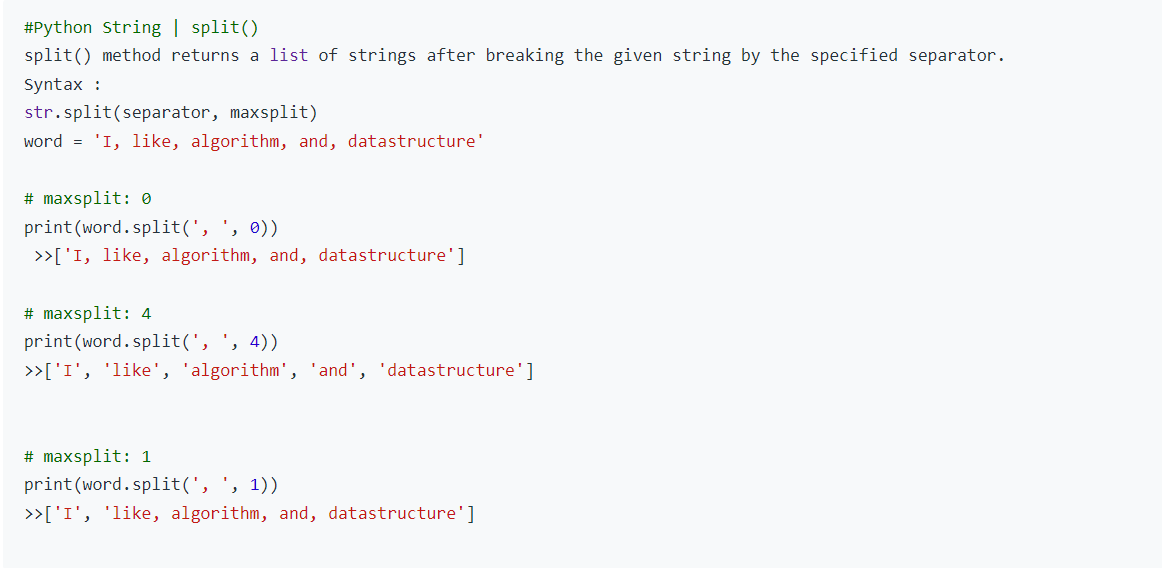 #Python String | split()
split() method returns a list of strings after breaking the given string by the specified separator.
Syntax :
str.split(separator, maxsplit)
word = 'I, like, algorithm, and, datastructure'
# maxsplit: 0
print(word.split(', ', 0))
>>['I, like, algorithm, and, datastructure']
# maxsplit: 4
print(word.split(', ', 4))
>>['I', 'like', 'algorithm', 'and', 'datastructure']
# maxsplit: 1
print(word.split(', ', 1))
>>['I', 'like, algorithm, and, datastructure']